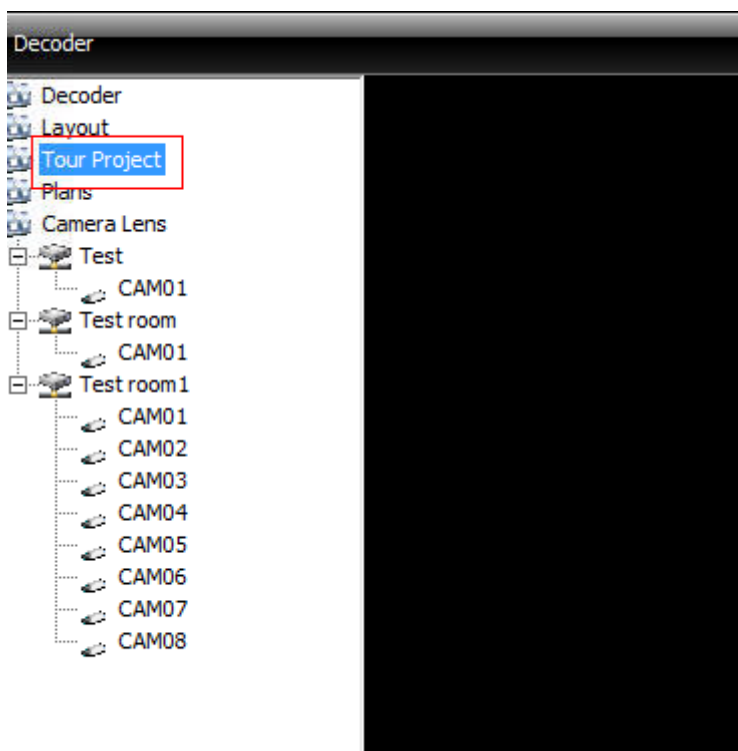 Decoder
Decoder
Layout
Tour Project
Plans
Camera Lens
Test
CAM01
Test room
CAM01
Test room1
CAM01
CAM02
CAM03
CAM04
CAM05
CAM06
CAM07
CAM08